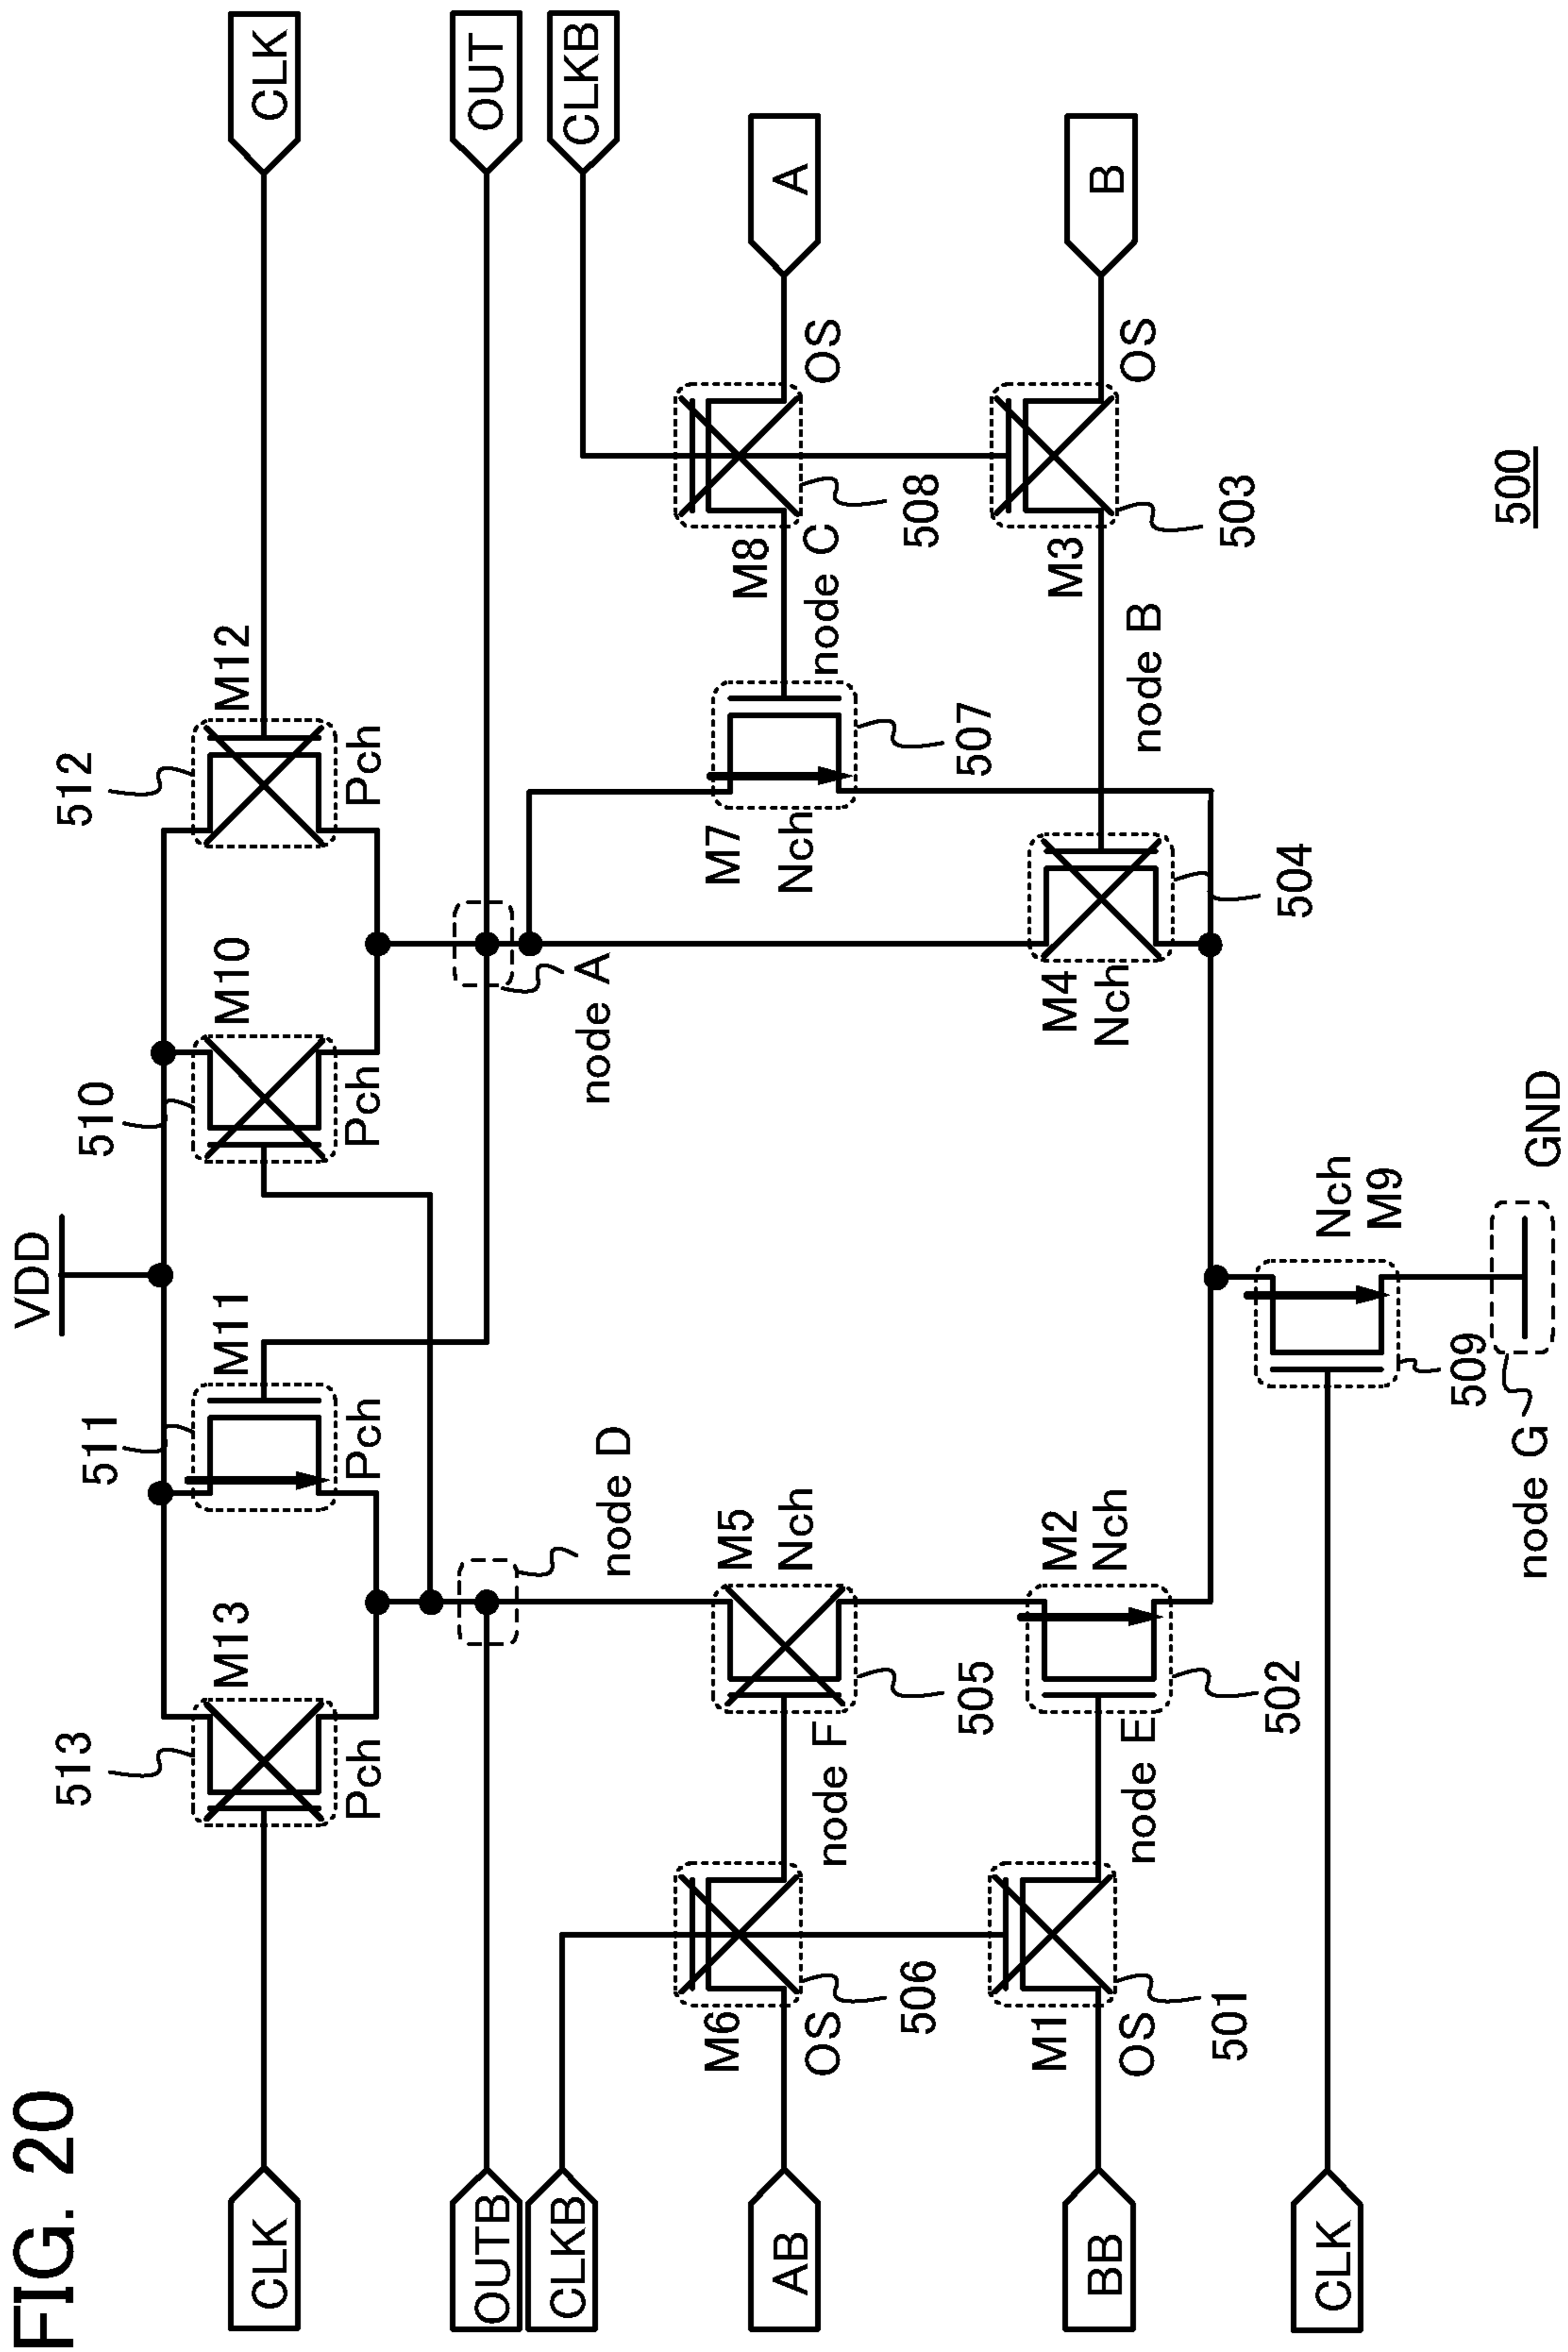 FIG. 20
VDD
513
511
510
512
M13
M11
M10
M12
CLK
CLK
Pch
Pch
Pch
Pch
OUTB
OUT
node D
node A
CLKB
CLKB
M6
M5
M7
M8
AB
A
OS
Nch
Nch
OS
node F
node C
506
505
507
508
M1
M2
M4
M3
BB
B
OS
Nch
Nch
OS
node E
node B
501
502
504
503
CLK
Nch
M9
509
node G
GND
500